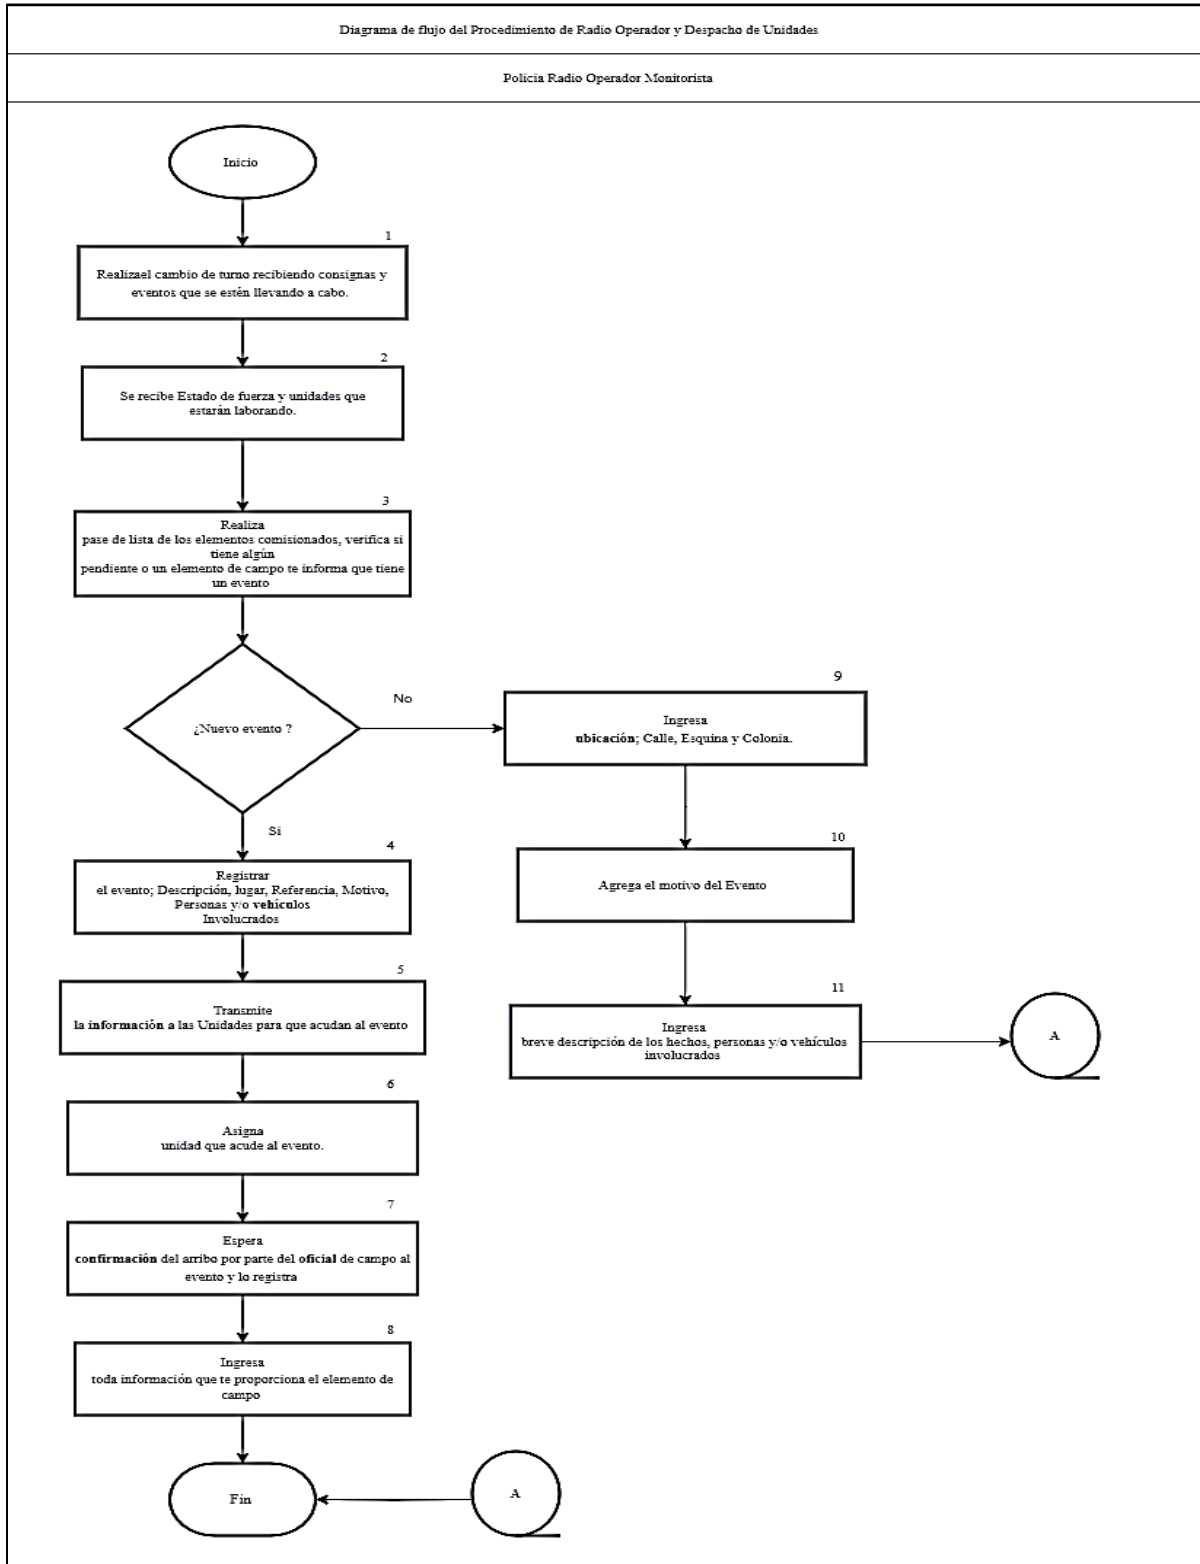 Diagrama de flujo del Procedimiento de Radio Operador y Despacho de Unidades
Policia Radio Operador Monitorista
Inicio
1
Realizael cambio de turno recibiendo consignas y
eventos que se estén llevando a cabo.
2
Se recibe Estado de fuerza y unidades que
estarán laborando.
3
Realiza
pase de lista de los elementos comisionados, verifica si
tiene algún
pendiente o un elemento de campo te informa que tiene
un evento
¿Nuevo evento ?
No
Si
4
Registrar
el evento; Descripción, lugar, Referencia, Motivo,
Personas y/o vehículos
Involucrados
5
Transmite
la información a las Unidades para que acudan al evento
6
Asigna
unidad que acude al evento.
7
Espera
confirmación del arribo por parte del oficial de campo al
evento y lo registra
8
Ingresa
toda información que te proporciona el elemento de
campo
Fin
9
Ingresa
ubicación; Calle, Esquina y Colonia.
10
Agrega el motivo del Evento
11
Ingresa
breve descripción de los hechos, personas y/o vehículos
involucrados
A
A